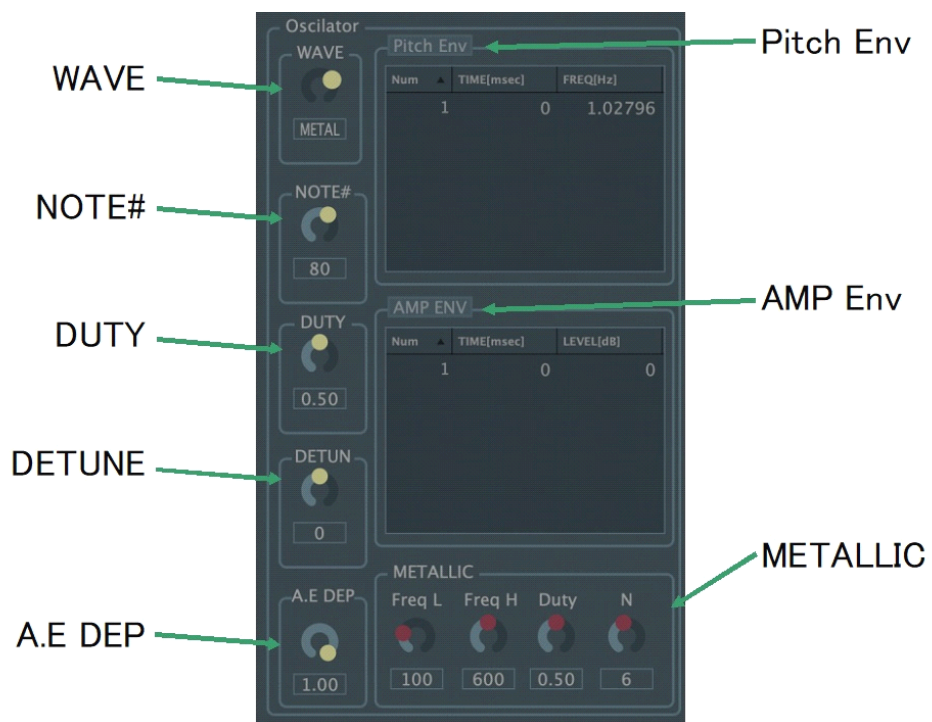 Oscilator
WAVE
METAL
NOTE#
80
DUTY
0.50
DETUN
0
A.E DEP
1.00
Pitch Env
Num TIME[msec] FREQ[Hz]
1 0 1.02796
AMP ENV
Num TIME[msec] LEVEL[dB]
1 0 0
METALLIC
Freq L Freq H Duty N
100 600 0.50 6
WAVE
NOTE#
DUTY
DETUNE
A.E DEP
Pitch Env
AMP Env
METALLIC